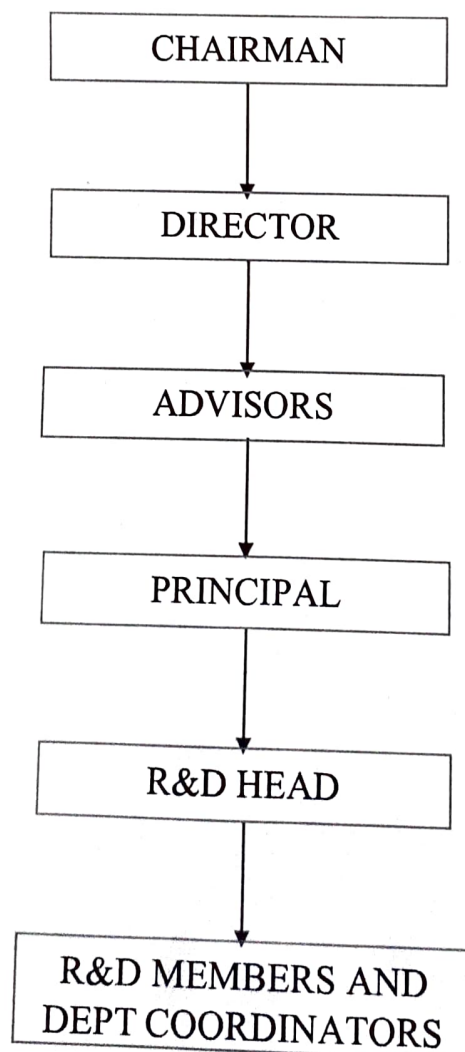 CHAIRMAN
DIRECTOR
ADVISORS
PRINCIPAL
R&D HEAD
R&D MEMBERS AND
DEPT COORDINATORS